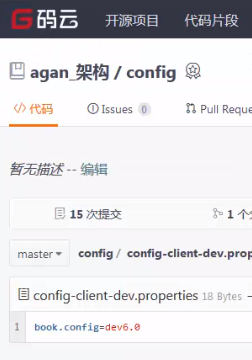 码云 开源项目 代码片段
agan_架构 / config
代码 Issues 0 Pull Reque
暂无描述 -- 编辑
15 次提交 1 个
master config / config-client-dev.prop
config-client-dev.properties 18 Bytes
1 book.config=dev6.0